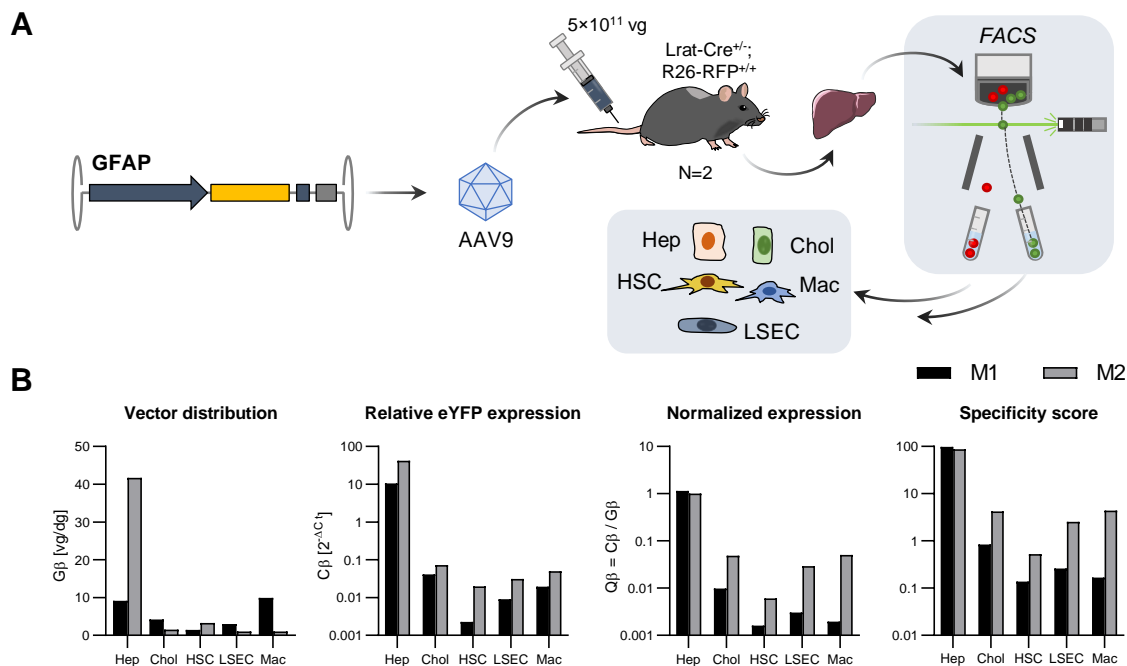 A
5×10¹¹ vg
Lrat-Cre⁺/⁻;
R26-RFP⁺/⁺
FACS
GFAP
N=2
AAV9
Hep
Chol
HSC
Mac
LSEC
B
M1
M2
Vector distribution
Relative eYFP expression
Normalized expression
Specificity score
Gβ [vg/dg]
50
40
30
20
10
0
Hep Chol HSC LSEC Mac
Cβ [2⁻ΔCt]
100
10
1
0.1
0.01
0.001
Hep Chol HSC LSEC Mac
Qβ = Cβ / Gβ
10
1
0.1
0.01
0.001
Hep Chol HSC LSEC Mac
100
10
1
0.1
0.01
Hep Chol HSC LSEC Mac